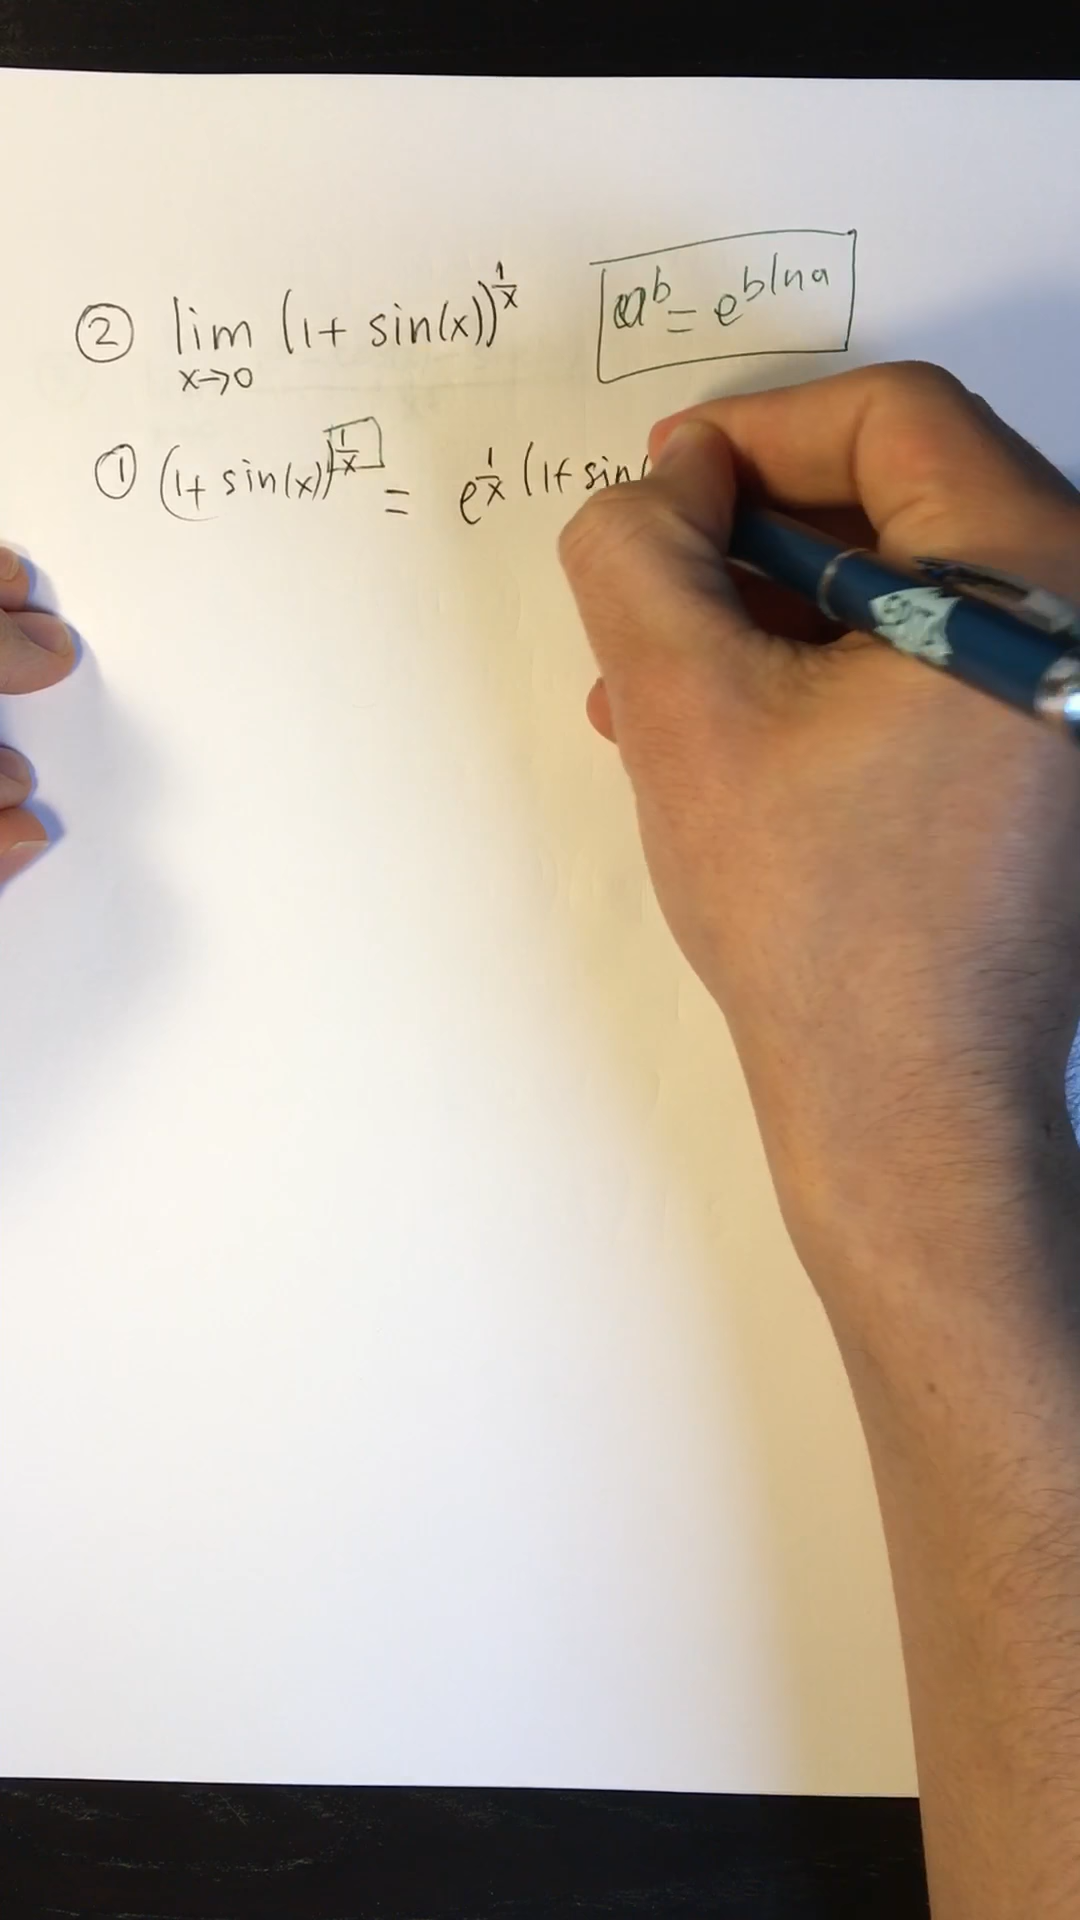 ② lim (1+ sin(x))^(1/x) a^b = e^(b ln a)
x→0
① (1+ sin(x))^(1/x) = e^(1/x) (1+ sin(